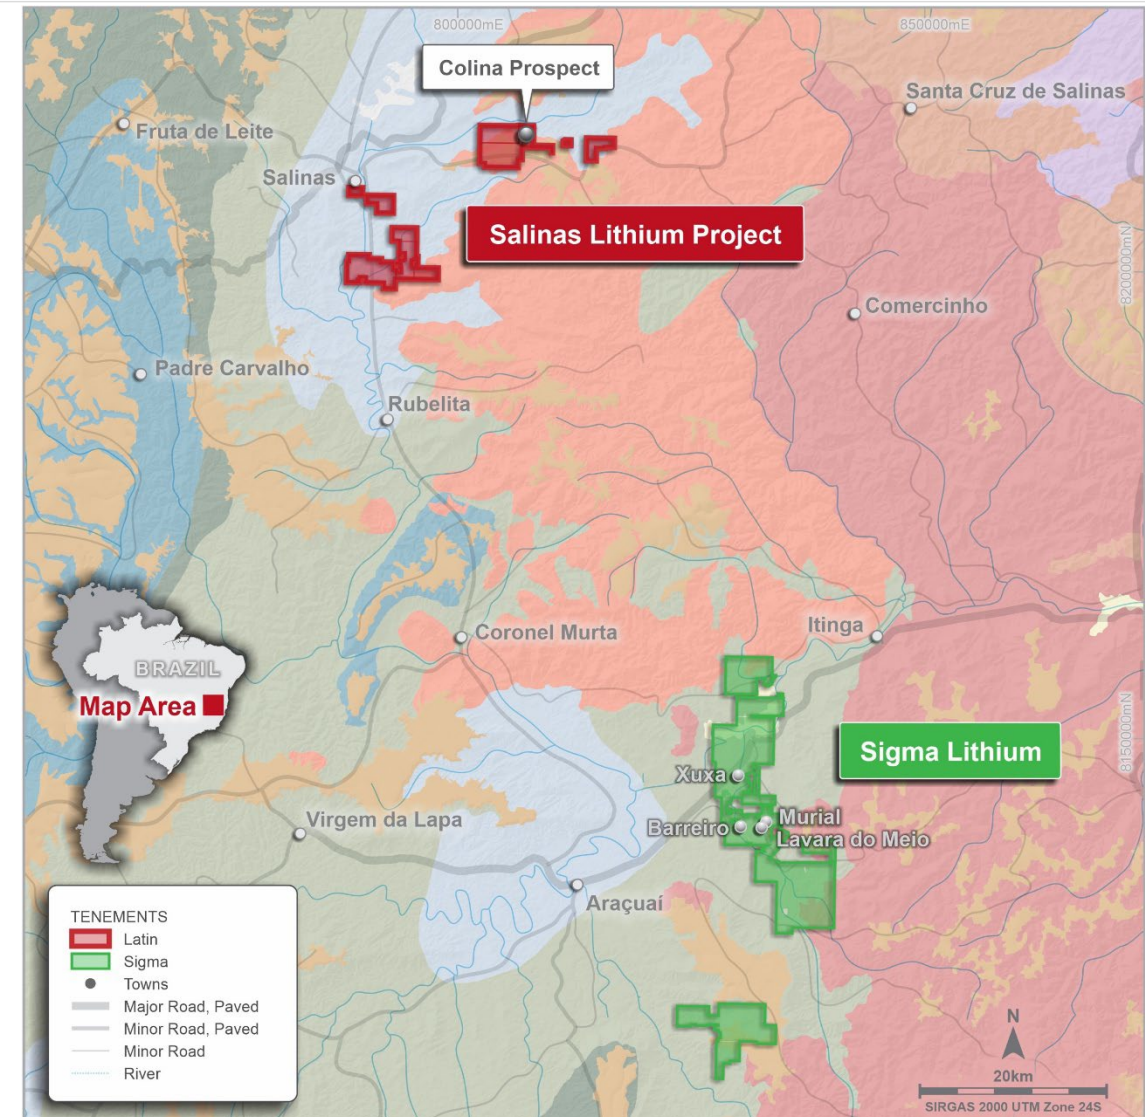 800000mE
850000mE
Colina Prospect
Santa Cruz de Salinas
Fruta de Leite
Salinas
Salinas Lithium Project
8200000mN
Comercinho
Padre Carvalho
Rubelita
Coronel Murta
Itinga
BRAZIL
Map Area
8150000mN
Sigma Lithium
Xuxa
Murial
Barreiro
Lavara do Meio
Virgem da Lapa
Araçuaí
TENEMENTS
Latin
Sigma
Towns
Major Road, Paved
Minor Road, Paved
Minor Road
River
N
20km
SIRGAS 2000 UTM Zone 24S